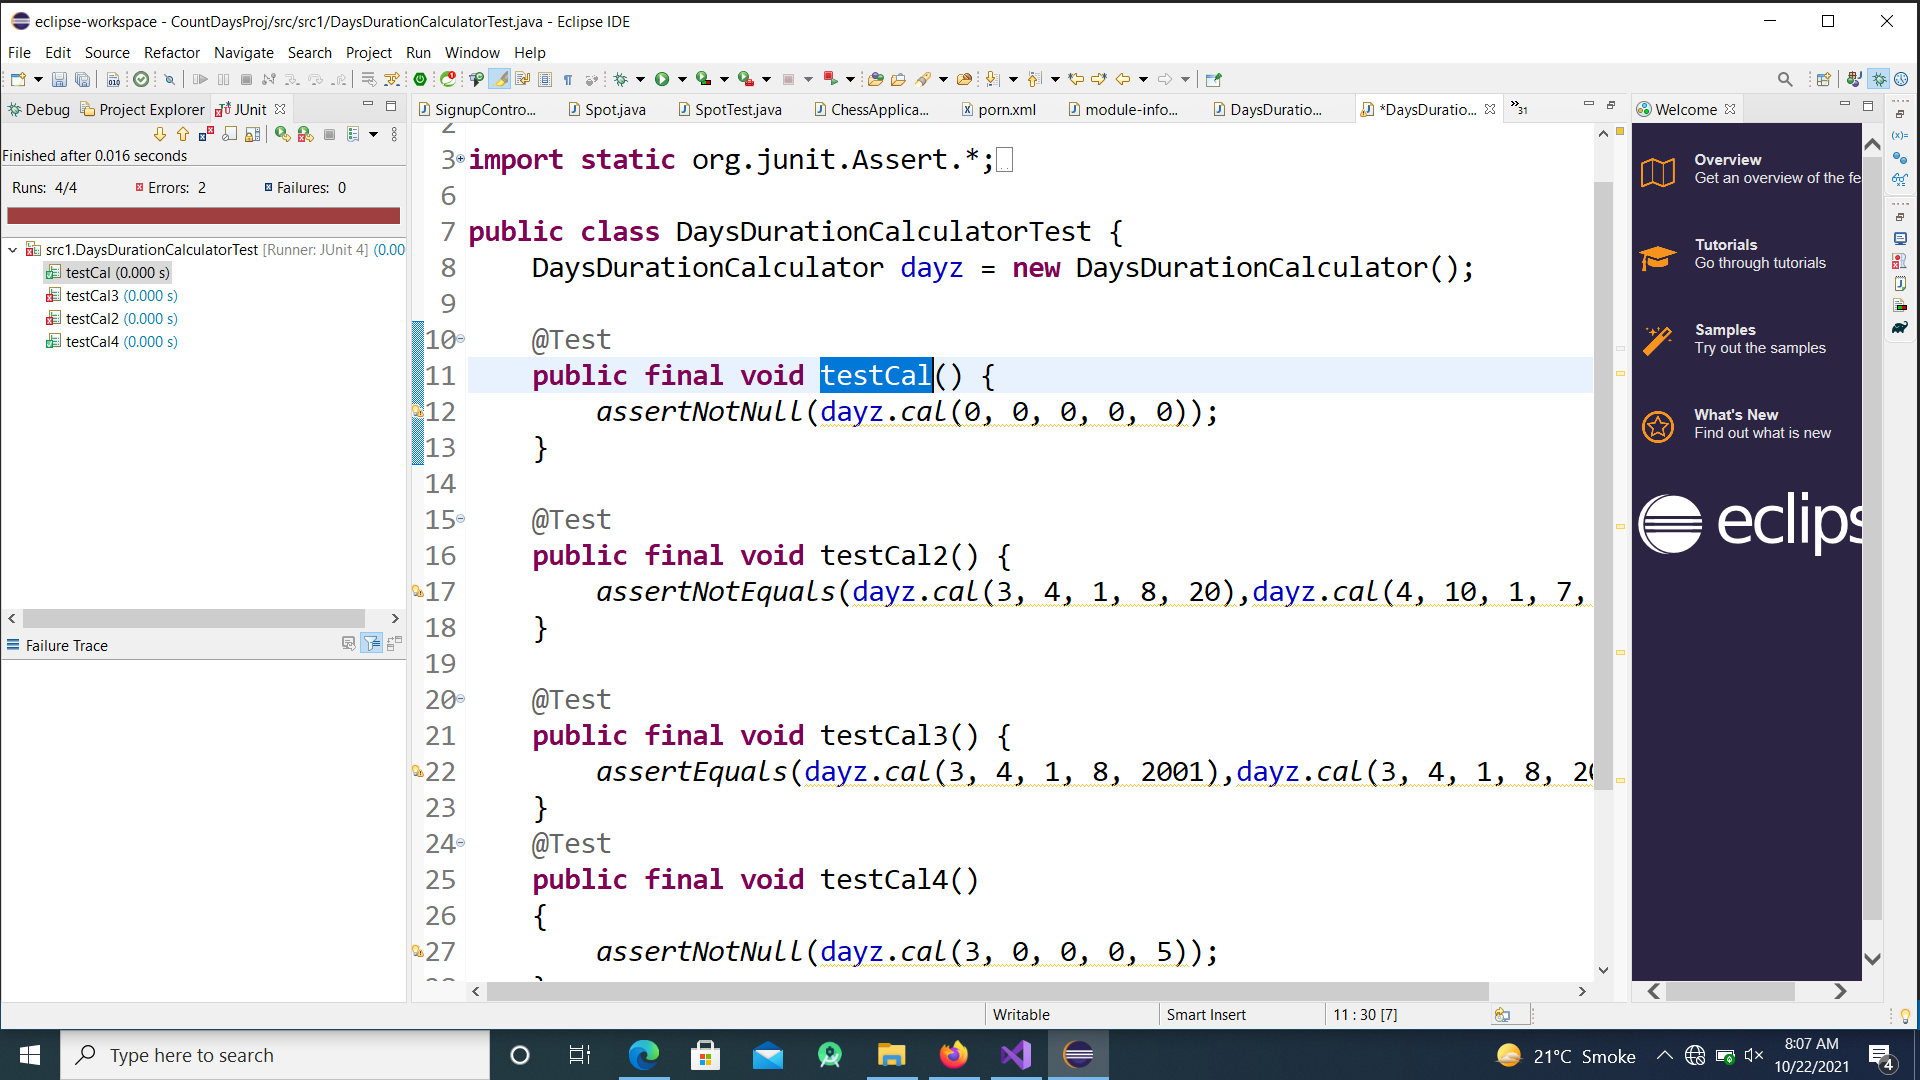 eclipse-workspace - CountDaysProj/src/src1/DaysDurationCalculatorTest.java - Eclipse IDE
File Edit Source Refactor Navigate Search Project Run Window Help
Debug Project Explorer JUnit
Finished after 0.016 seconds
Runs: 4/4 Errors: 2 Failures: 0
src1.DaysDurationCalculatorTest [Runner: JUnit 4] (0.00
testCal (0.000 s)
testCal3 (0.000 s)
testCal2 (0.000 s)
testCal4 (0.000 s)
Failure Trace
SignupContro... Spot.java SpotTest.java ChessApplica... porn.xml module-info... DaysDuratio... *DaysDuratio... »31
2
3 import static org.junit.Assert.*;
6
7 public class DaysDurationCalculatorTest {
8 DaysDurationCalculator dayz = new DaysDurationCalculator();
9
10 @Test
11 public final void testCal() {
12 assertNotNull(dayz.cal(0, 0, 0, 0, 0));
13 }
14
15 @Test
16 public final void testCal2() {
17 assertNotEquals(dayz.cal(3, 4, 1, 8, 20),dayz.cal(4, 10, 1, 7,
18 }
19
20 @Test
21 public final void testCal3() {
22 assertEquals(dayz.cal(3, 4, 1, 8, 2001),dayz.cal(3, 4, 1, 8, 20
23 }
24 @Test
25 public final void testCal4()
26 {
27 assertNotNull(dayz.cal(3, 0, 0, 0, 5));
Welcome
Overview
Get an overview of the fe
Tutorials
Go through tutorials
Samples
Try out the samples
What's New
Find out what is new
eclips
Writable Smart Insert 11 : 30 [7]
Type here to search
21°C Smoke
8:07 AM
10/22/2021
4